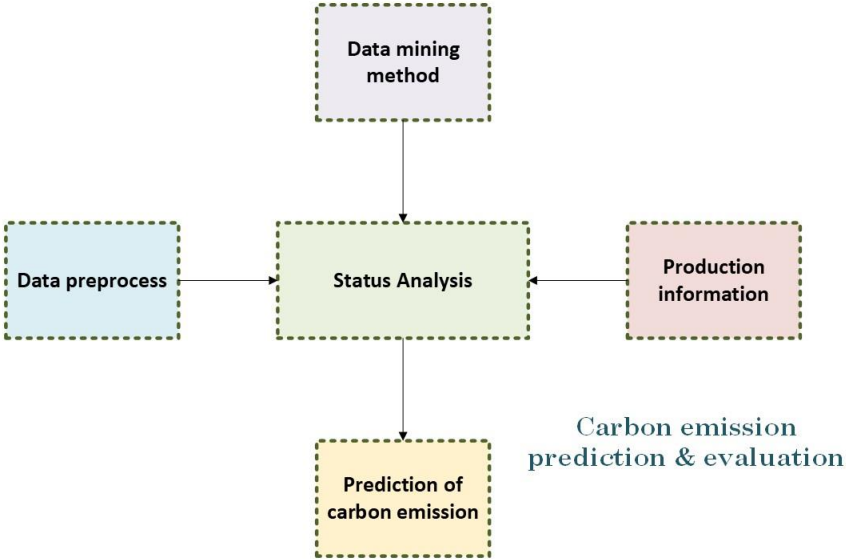 Data mining
method
Data preprocess
Status Analysis
Production
information
Carbon emission
prediction & evaluation
Prediction of
carbon emission